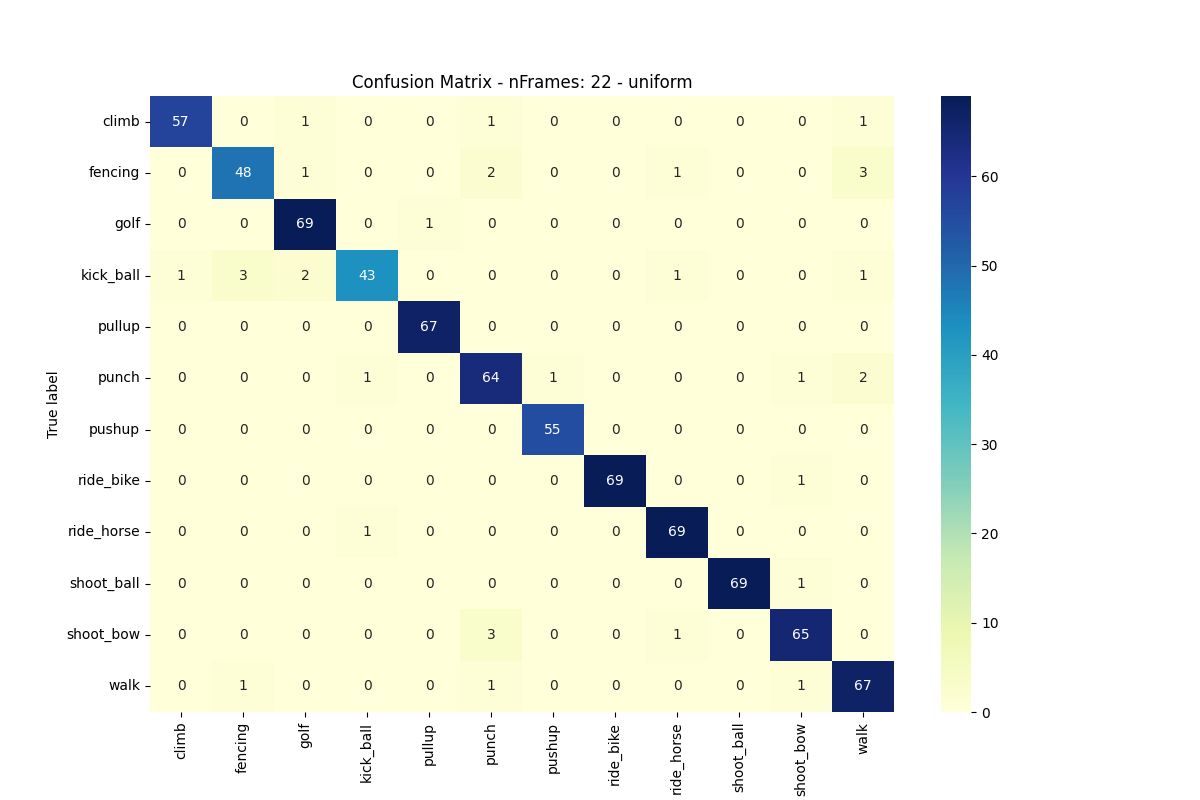 Confusion Matrix - nFrames: 22 - uniform
climb 57 0 1 0 0 1 0 0 0 0 0 1
fencing 0 48 1 0 0 2 0 0 1 0 0 3
golf 0 0 69 0 1 0 0 0 0 0 0 0
kick_ball 1 3 2 43 0 0 0 0 1 0 0 1
pullup 0 0 0 0 67 0 0 0 0 0 0 0
punch 0 0 0 1 0 64 1 0 0 0 1 2
pushup 0 0 0 0 0 0 55 0 0 0 0 0
ride_bike 0 0 0 0 0 0 0 69 0 0 1 0
ride_horse 0 0 0 1 0 0 0 0 69 0 0 0
shoot_ball 0 0 0 0 0 0 0 0 0 69 1 0
shoot_bow 0 0 0 0 0 3 0 0 1 0 65 0
walk 0 1 0 0 0 1 0 0 0 0 1 67
True label
climb fencing golf kick_ball pullup punch pushup ride_bike ride_horse shoot_ball shoot_bow walk
60
50
40
30
20
10
0